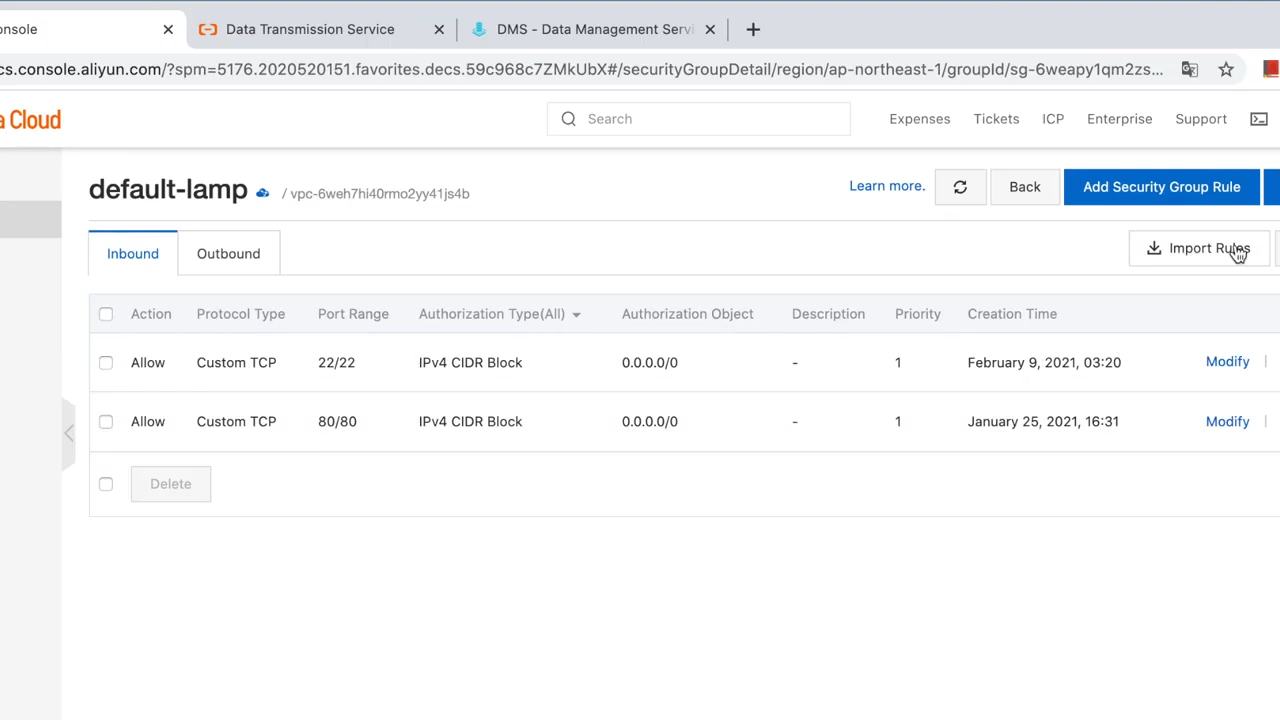 onsole
Data Transmission Service
DMS - Data Management Servi
cs.console.aliyun.com/?spm=5176.2020520151.favorites.decs.59c968c7ZMkUbX#/securityGroupDetail/region/ap-northeast-1/groupId/sg-6weapy1qm2zs...
a Cloud
Search
Expenses
Tickets
ICP
Enterprise
Support
default-lamp
/ vpc-6weh7hi40rmo2yy41js4b
Learn more.
Back
Add Security Group Rule
Inbound
Outbound
Import Rules
Action Protocol Type Port Range Authorization Type(All) Authorization Object Description Priority Creation Time
Allow Custom TCP 22/22 IPv4 CIDR Block 0.0.0.0/0 - 1 February 9, 2021, 03:20 Modify |
Allow Custom TCP 80/80 IPv4 CIDR Block 0.0.0.0/0 - 1 January 25, 2021, 16:31 Modify |
Delete